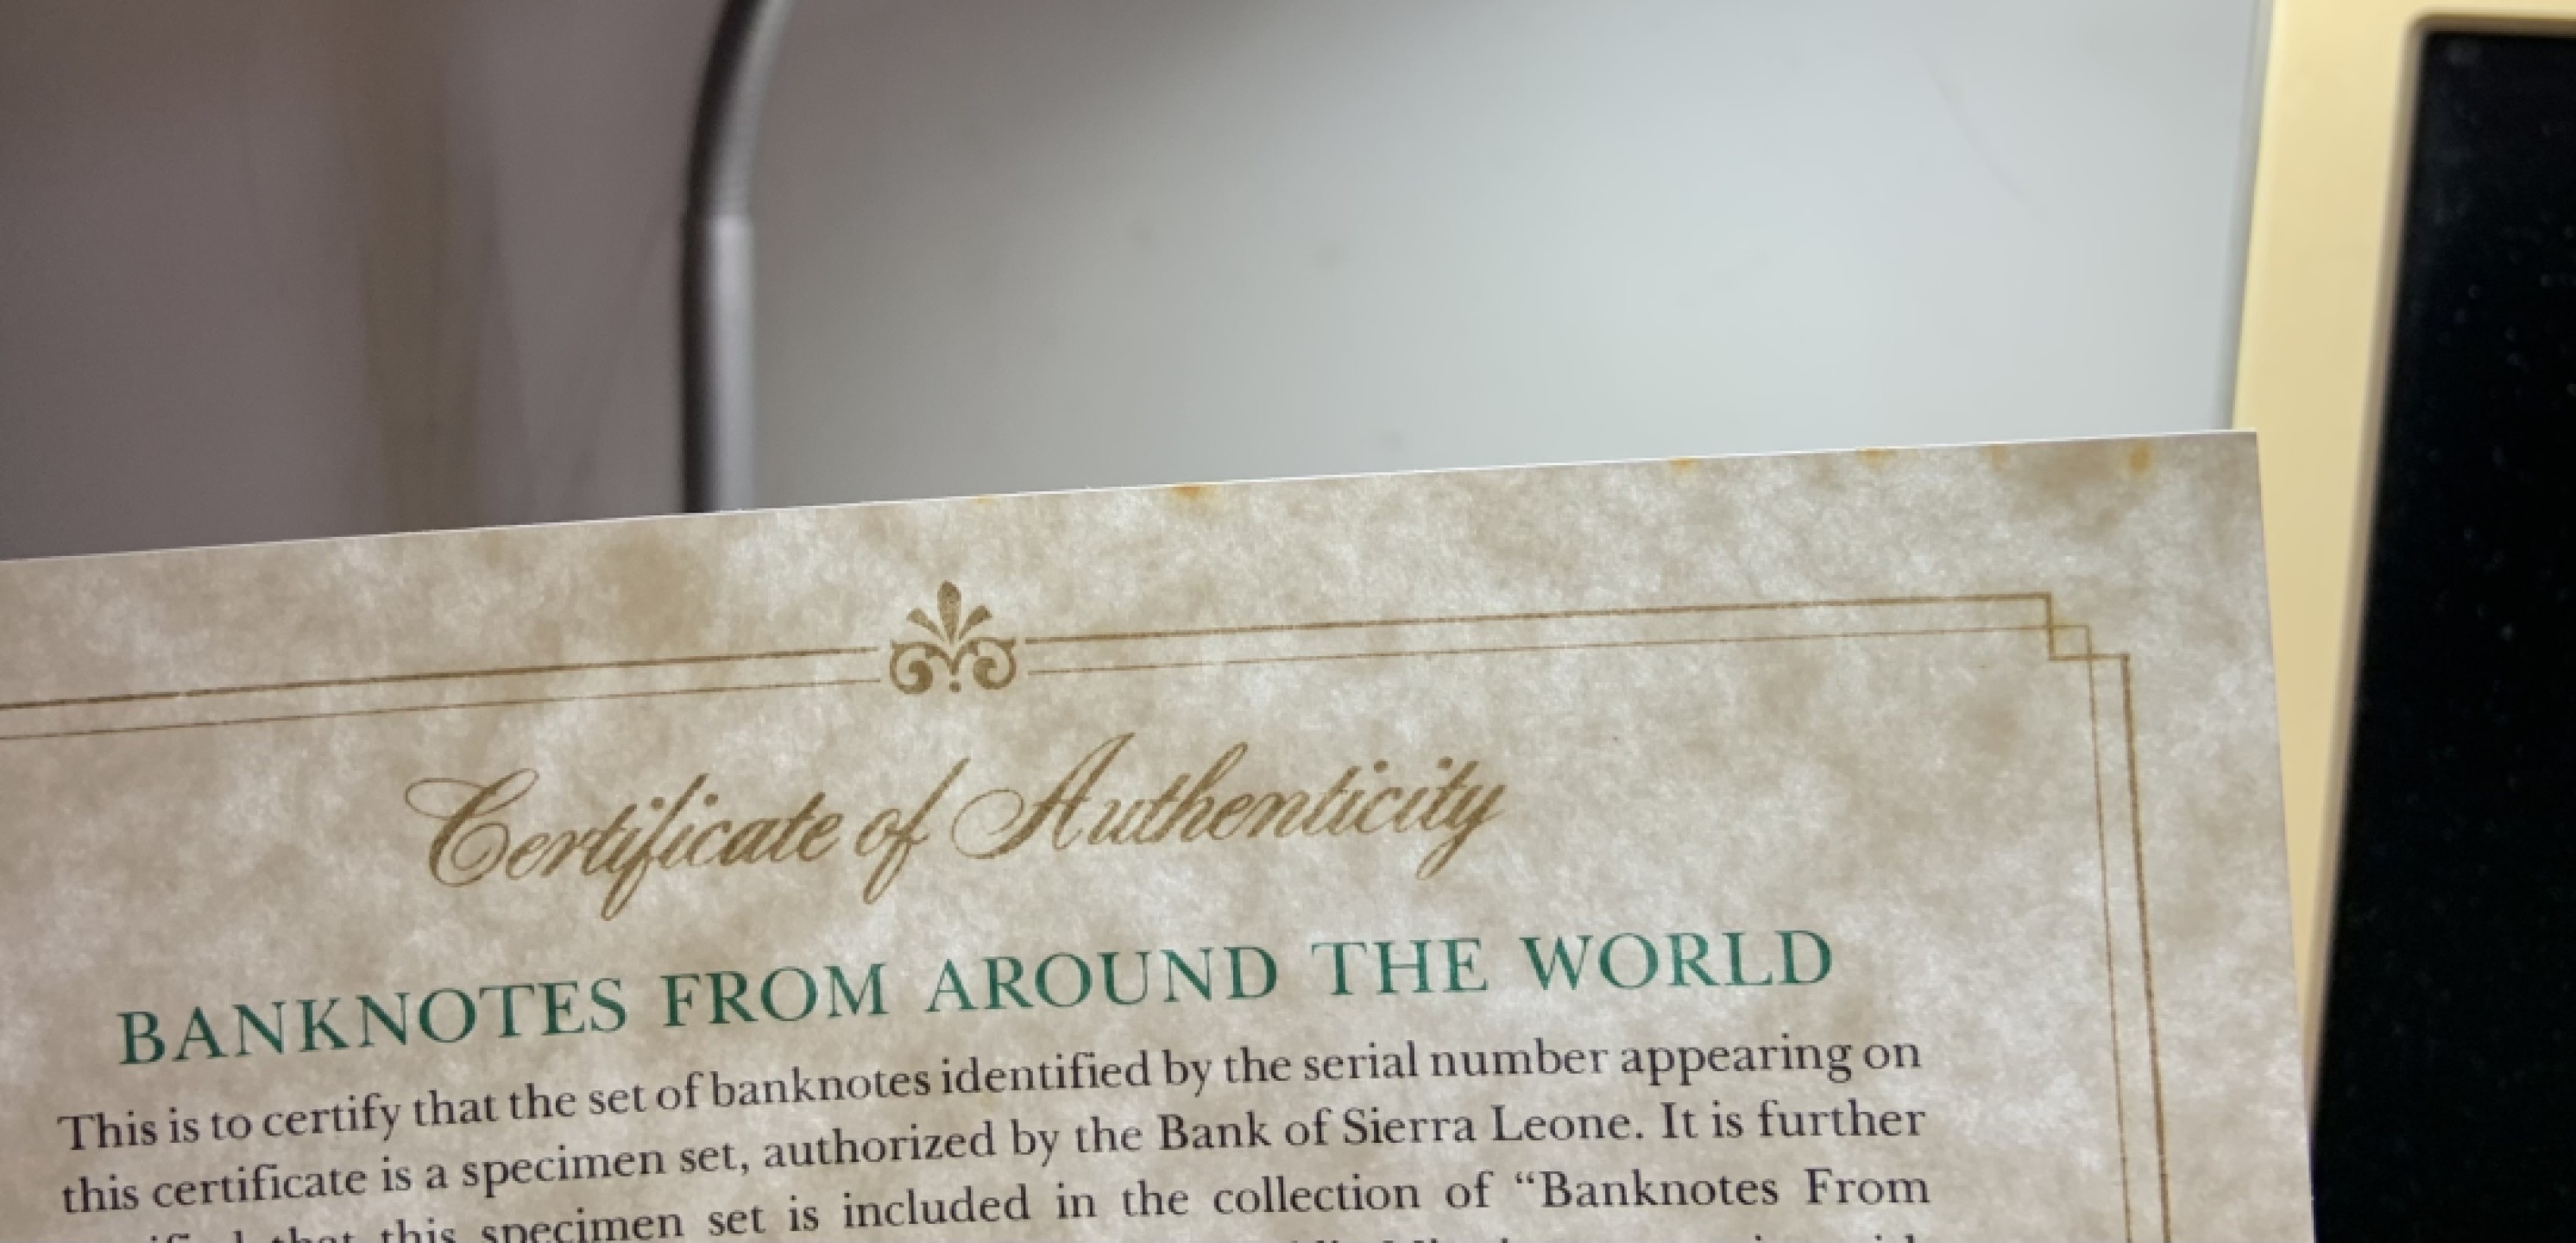 Certificate of Authenticity
BANKNOTES FROM AROUND THE WORLD
This is to certify that the set of banknotes identified by the serial number appearing on
this certificate is a specimen set, authorized by the Bank of Sierra Leone. It is further
that this specimen set is included in the collection of “Banknotes From